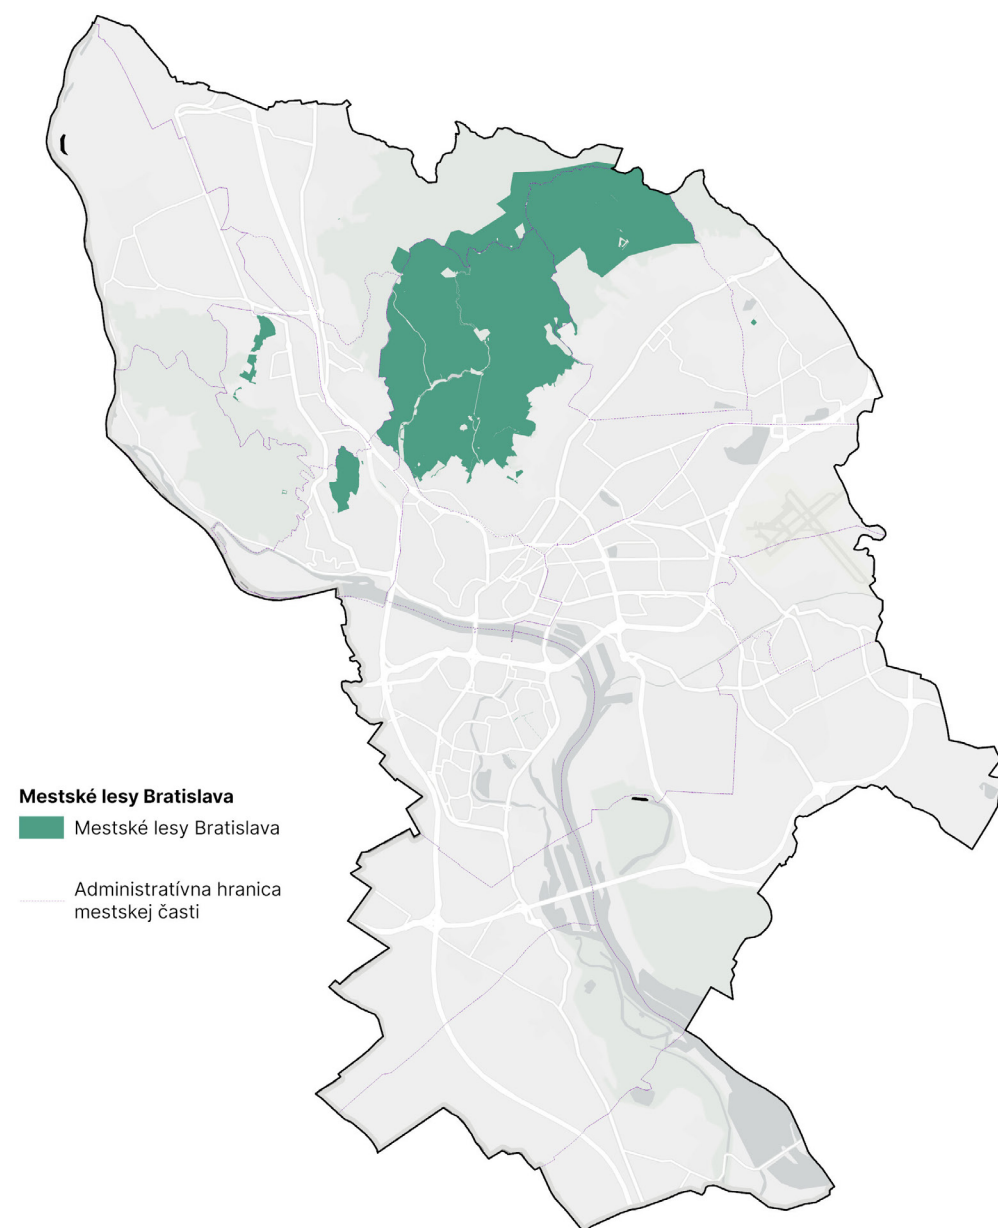 Mestské lesy Bratislava
Mestské lesy Bratislava
Administratívna hranica
mestskej časti